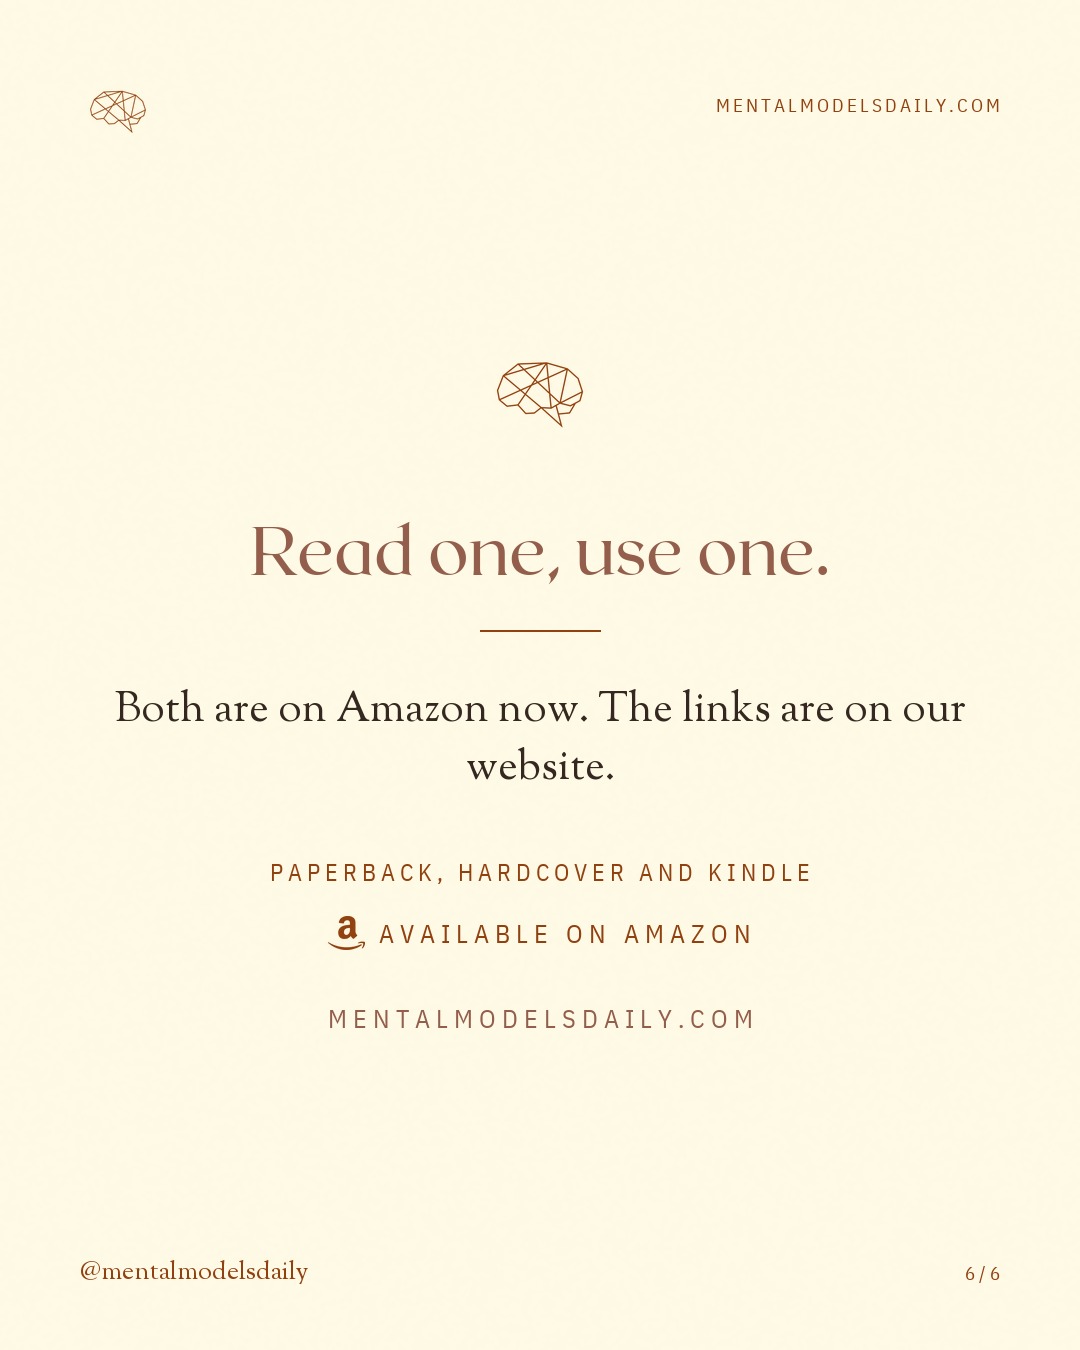 MENTALMODELSDAILY.COM
Read one, use one.
Both are on Amazon now. The links are on our
website.
PAPERBACK, HARDCOVER AND KINDLE
a AVAILABLE ON AMAZON
MENTALMODELSDAILY.COM
@mentalmodelsdaily
6 / 6